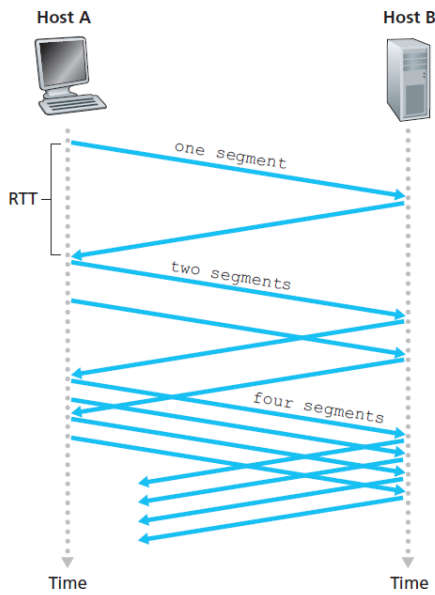 Host A
Host B
one segment
RTT
two segments
four segments
Time
Time